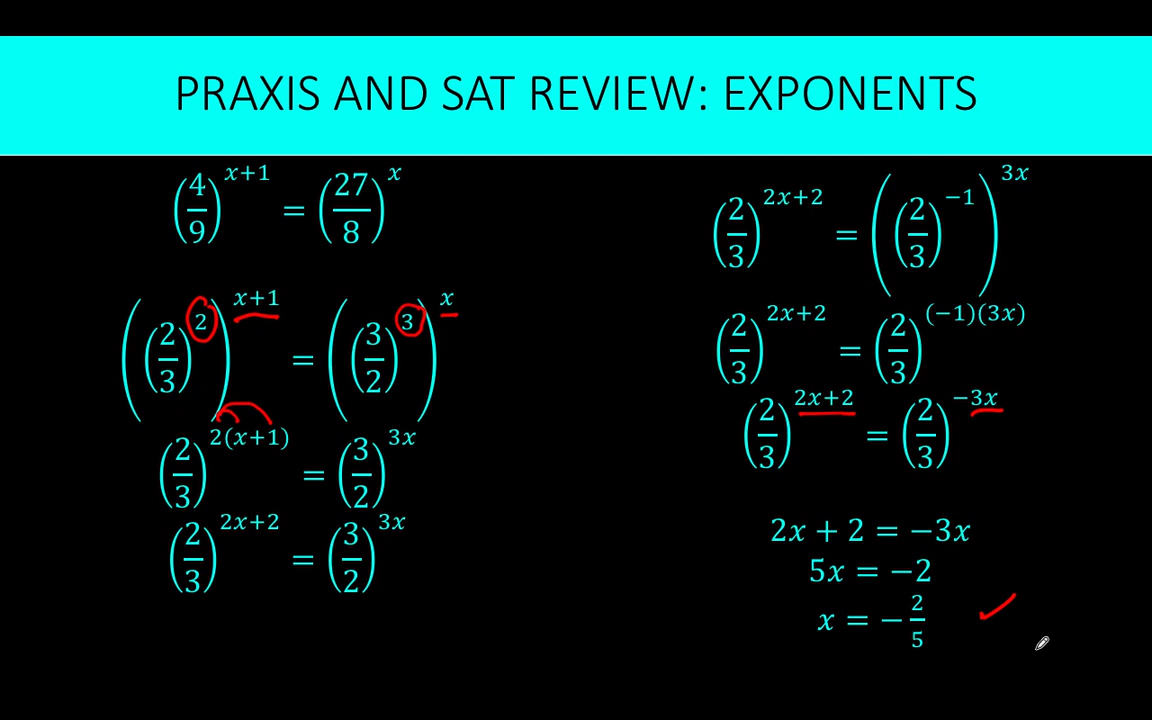 PRAXIS AND SAT REVIEW: EXPONENTS
(4/9)^(x+1) = (27/8)^x
((2/3)^2)^(x+1) = ((3/2)^3)^x
(2/3)^(2(x+1)) = (3/2)^(3x)
(2/3)^(2x+2) = (3/2)^(3x)
(2/3)^(2x+2) = ((2/3)^(−1))^(3x)
(2/3)^(2x+2) = (2/3)^((−1)(3x))
(2/3)^(2x+2) = (2/3)^(−3x)
2x + 2 = −3x
5x = −2
x = −2/5